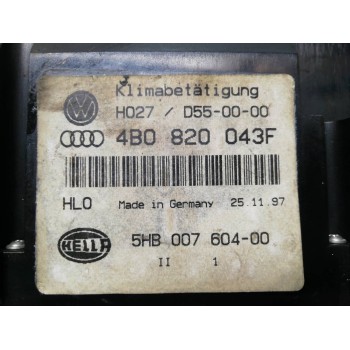 Klimabetätigung
H027 / D55-00-00
4B0 820 043F
HLO Made in Germany 25.11.97
HELLA 5HB 007 604-00
II 1